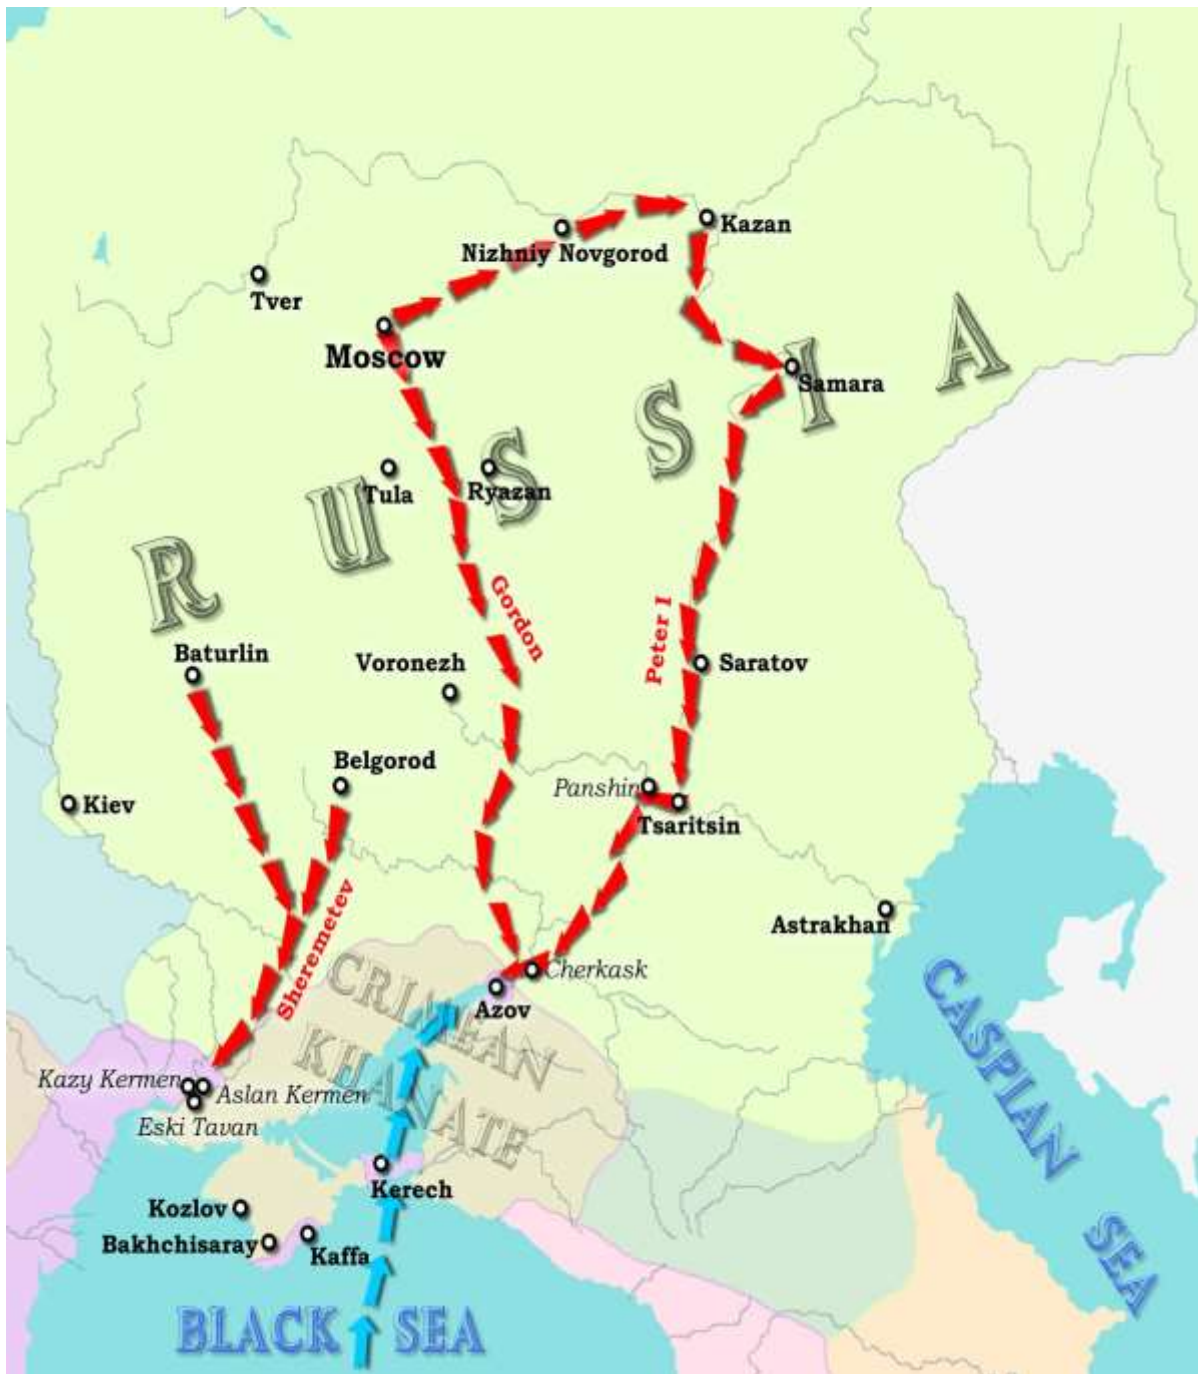 Kazan
Nizhniy Novgorod
Tver
Moscow
Samara
RUSSIA
Tula
Ryazan
Gordon
Peter I
Baturlin
Voronezh
Saratov
Belgorod
Panshin
Kiev
Tsaritsin
Sheremetev
Astrakhan
Cherkask
Azov
CRIMEAN
KHANATE
CASPIAN
SEA
Kazy Kermen
Aslan Kermen
Eski Tavan
Kerech
Kozlov
Bakhchisaray
Kaffa
BLACK SEA